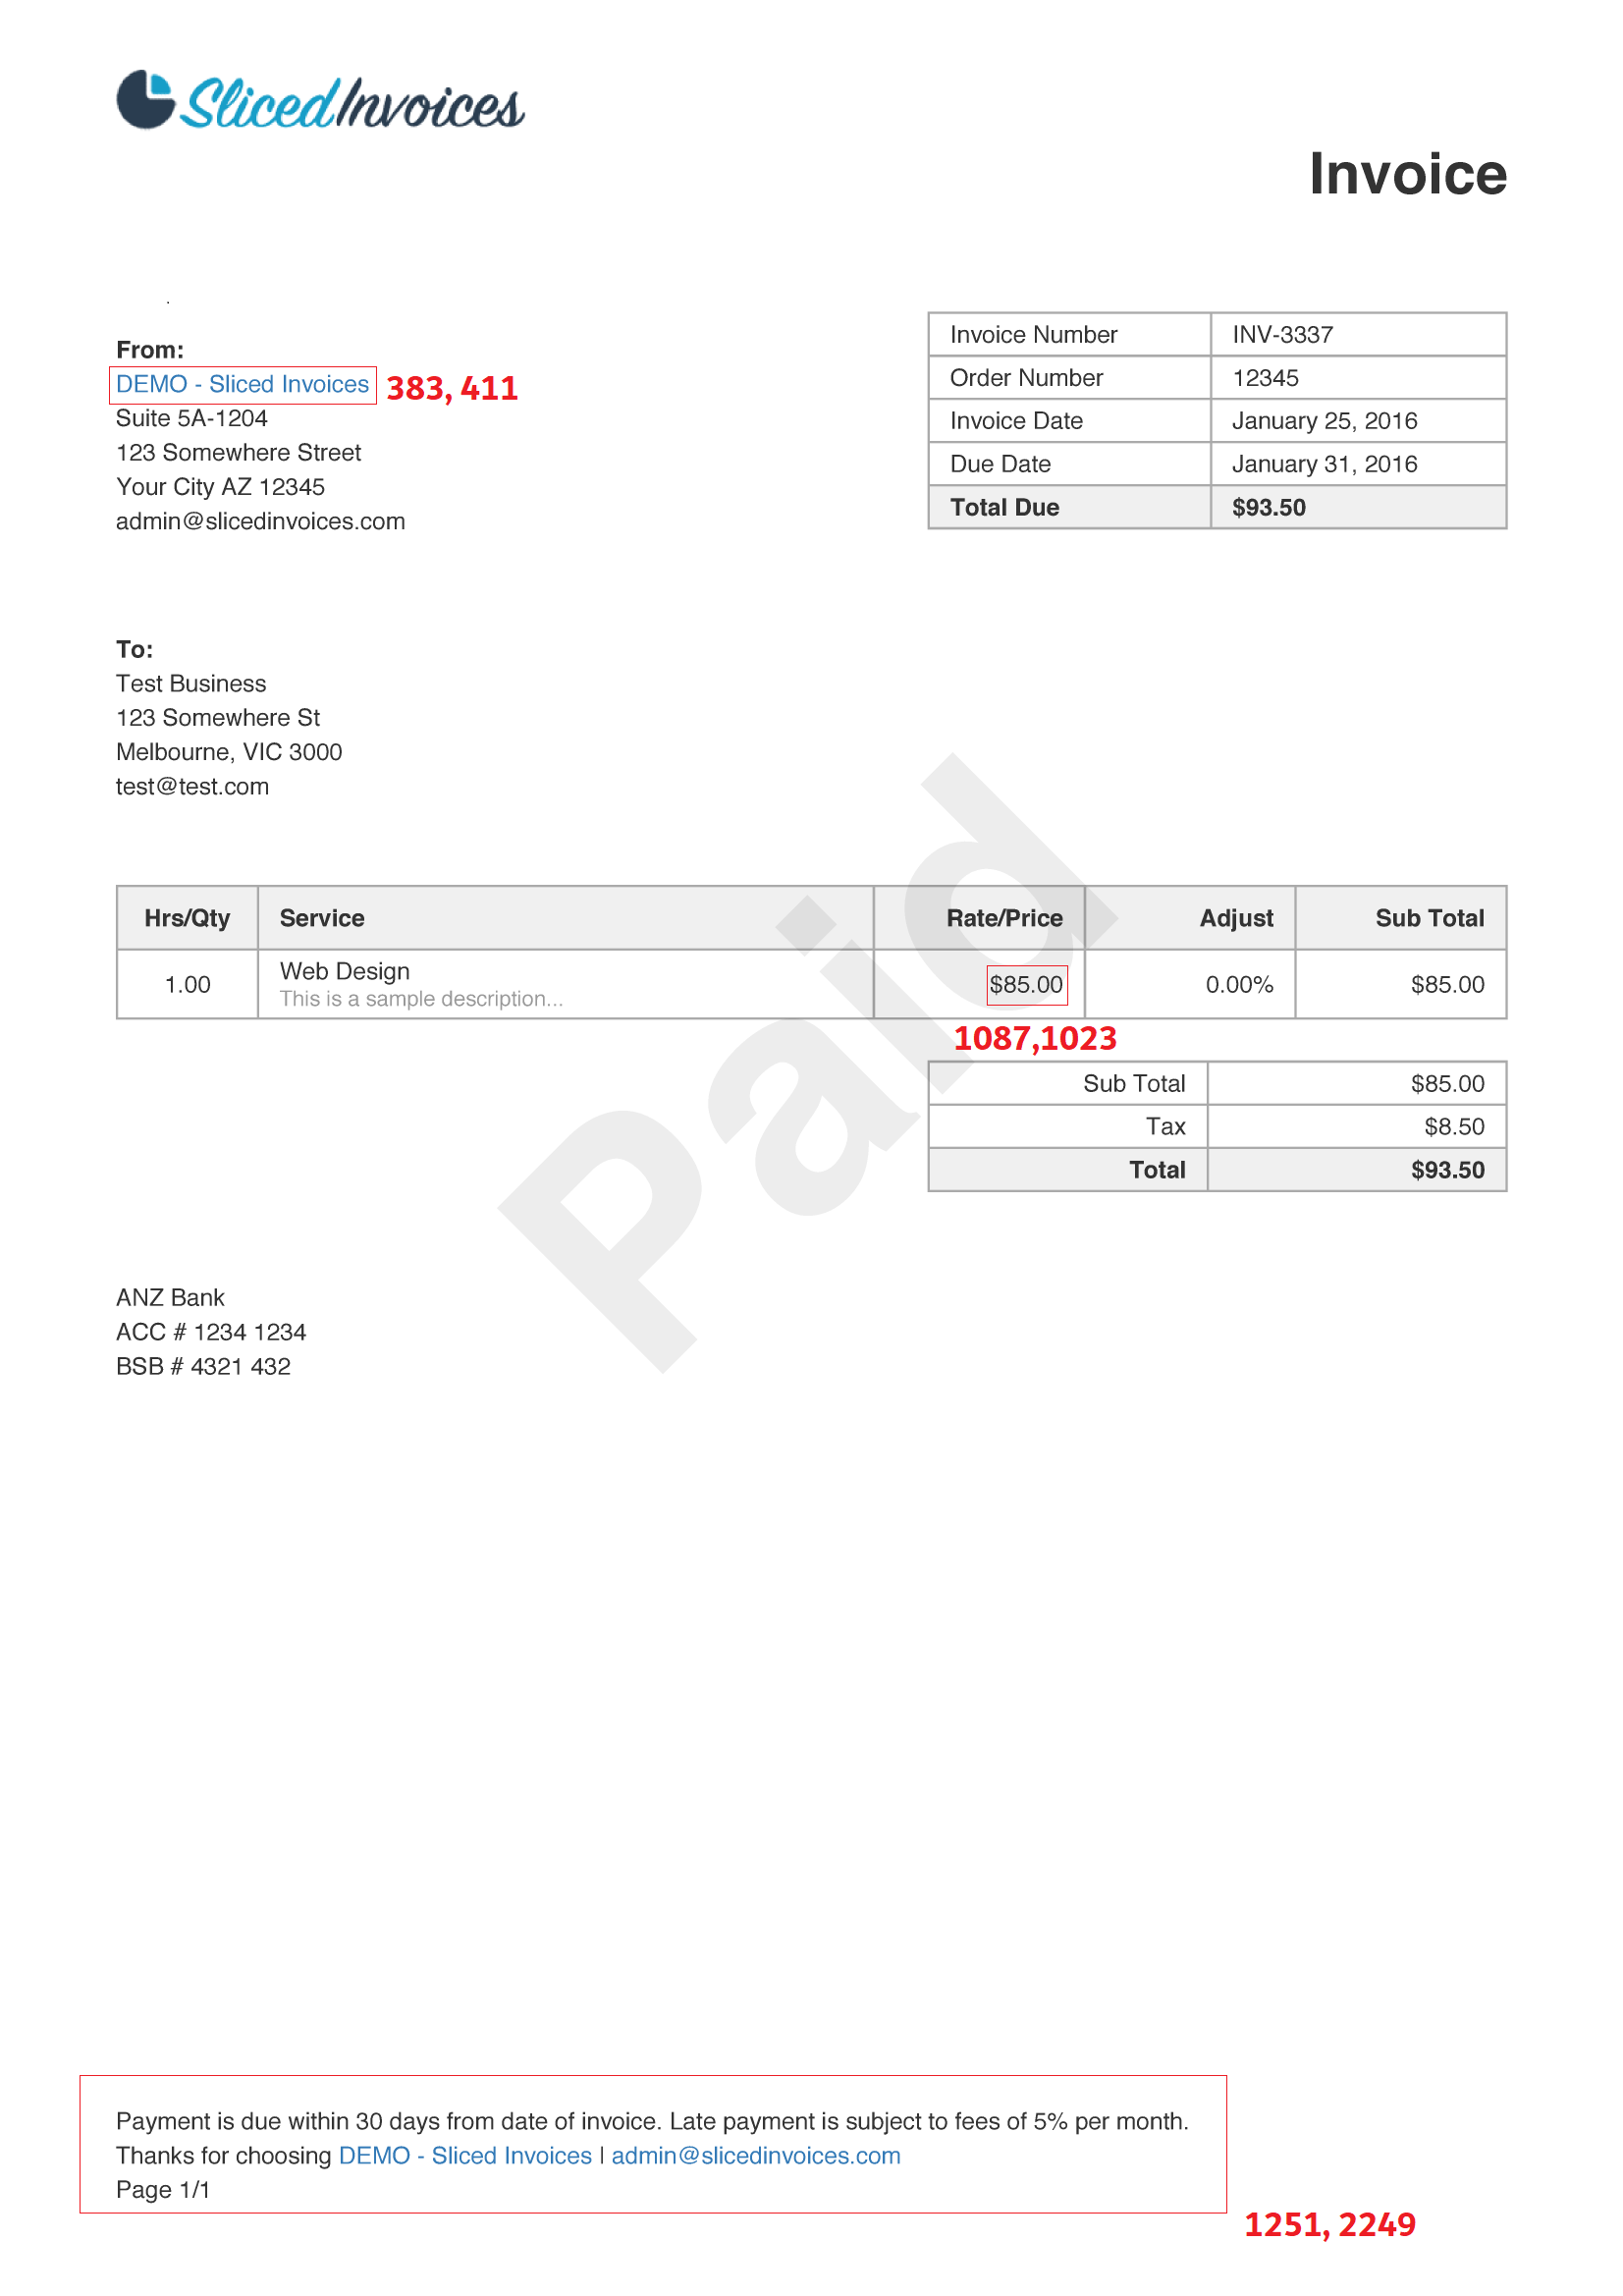 SlicedInvoices
Invoice
From:
DEMO - Sliced Invoices 383, 411
Suite 5A-1204
123 Somewhere Street
Your City AZ 12345
admin@slicedinvoices.com
Invoice Number INV-3337
Order Number 12345
Invoice Date January 25, 2016
Due Date January 31, 2016
Total Due $93.50
To:
Test Business
123 Somewhere St
Melbourne, VIC 3000
test@test.com
Paid
Hrs/Qty Service Rate/Price Adjust Sub Total
1.00 Web Design $85.00 0.00% $85.00
This is a sample description...
1087,1023
Sub Total $85.00
Tax $8.50
Total $93.50
ANZ Bank
ACC # 1234 1234
BSB # 4321 432
Payment is due within 30 days from date of invoice. Late payment is subject to fees of 5% per month.
Thanks for choosing DEMO - Sliced Invoices | admin@slicedinvoices.com
Page 1/1
1251, 2249